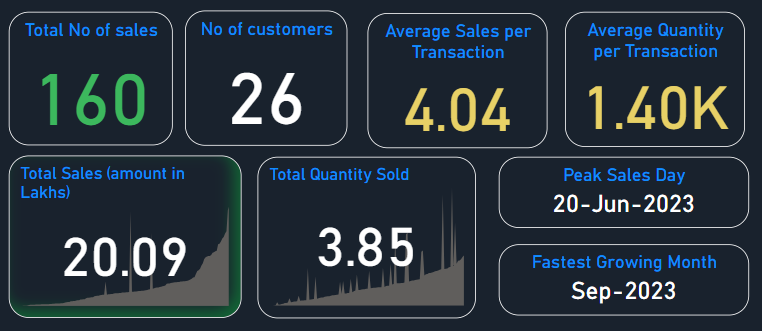 Total No of sales
160
No of customers
26
Average Sales per
Transaction
4.04
Average Quantity
per Transaction
1.40K
Total Sales (amount in
Lakhs)
20.09
Total Quantity Sold
3.85
Peak Sales Day
20-Jun-2023
Fastest Growing Month
Sep-2023